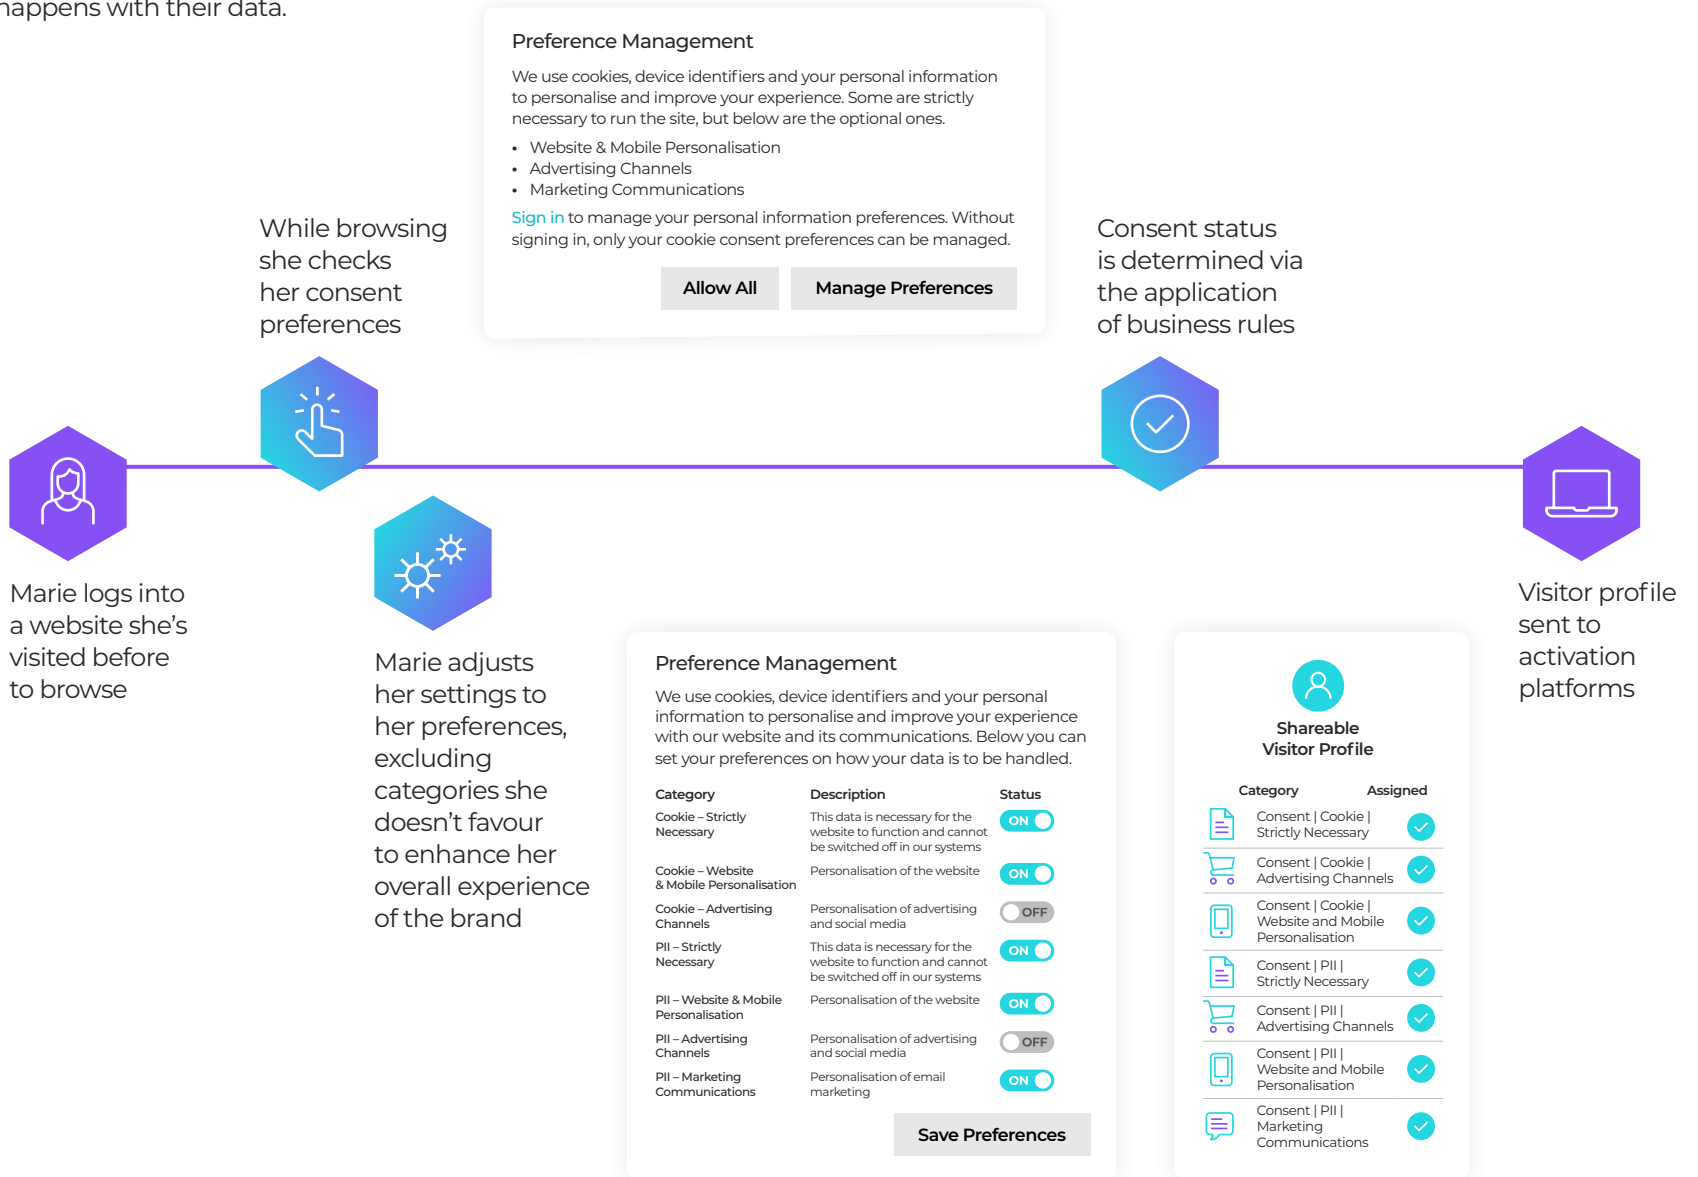 happens with their data.
Preference Management
We use cookies, device identifiers and your personal information
to personalise and improve your experience. Some are strictly
necessary to run the site, but below are the optional ones.
• Website & Mobile Personalisation
• Advertising Channels
• Marketing Communications
Sign in to manage your personal information preferences. Without
signing in, only your cookie consent preferences can be managed.
Allow All
Manage Preferences
While browsing
she checks
her consent
preferences
Consent status
is determined via
the application
of business rules
Marie logs into
a website she's
visited before
to browse
Marie adjusts
her settings to
her preferences,
excluding
categories she
doesn't favour
to enhance her
overall experience
of the brand
Preference Management
We use cookies, device identifiers and your personal
information to personalise and improve your experience
with our website and its communications. Below you can
set your preferences on how your data is to be handled.
Category Description Status
Cookie – Strictly
Necessary
This data is necessary for the
website to function and cannot
be switched off in our systems
ON
Cookie – Website
& Mobile Personalisation
Personalisation of the website
ON
Cookie – Advertising
Channels
Personalisation of advertising
and social media
OFF
PII – Strictly
Necessary
This data is necessary for the
website to function and cannot
be switched off in our systems
ON
PII – Website & Mobile
Personalisation
Personalisation of the website
ON
PII – Advertising
Channels
Personalisation of advertising
and social media
OFF
PII – Marketing
Communications
Personalisation of email
marketing
ON
Save Preferences
Shareable
Visitor Profile
Category Assigned
Consent | Cookie |
Strictly Necessary
Consent | Cookie |
Advertising Channels
Consent | Cookie |
Website and Mobile
Personalisation
Consent | PII |
Strictly Necessary
Consent | PII |
Advertising Channels
Consent | PII |
Website and Mobile
Personalisation
Consent | PII |
Marketing
Communications
Visitor profile
sent to
activation
platforms